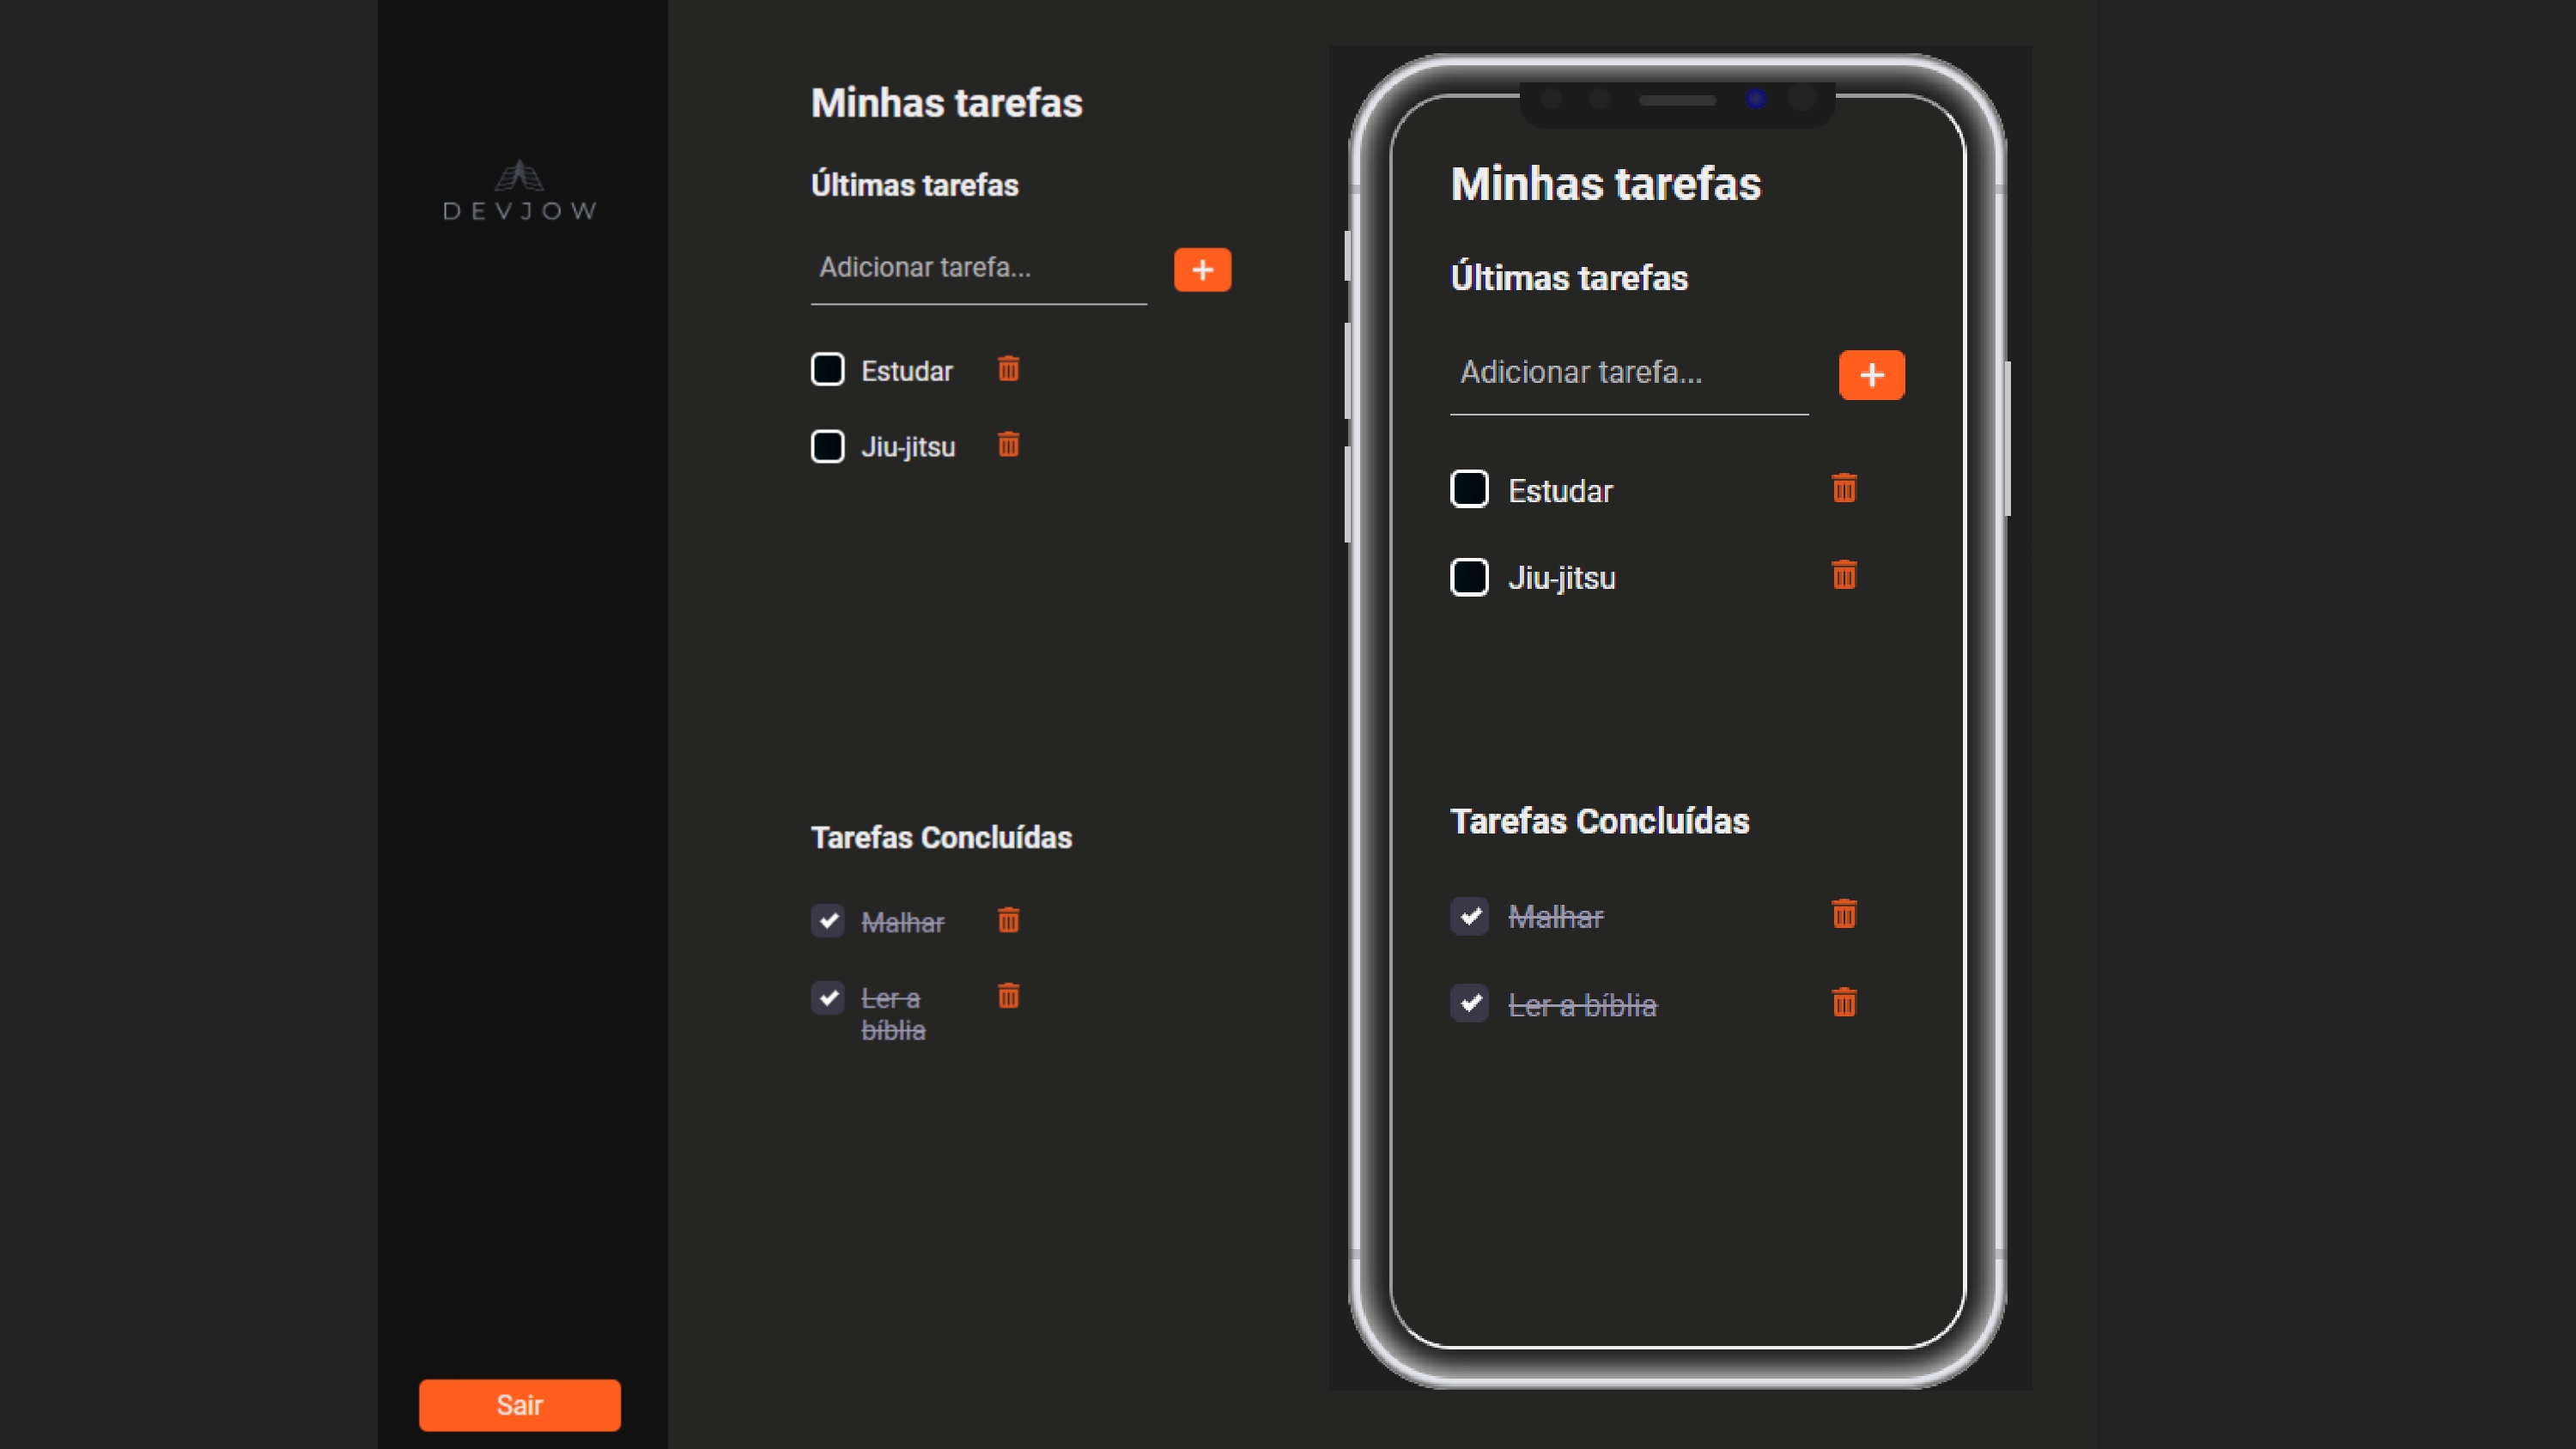 DEVJOW
Sair
Minhas tarefas
Últimas tarefas
Adicionar tarefa...
+
Estudar
Jiu-jitsu
Tarefas Concluídas
Malhar
Ler a
bíblia
Minhas tarefas
Últimas tarefas
Adicionar tarefa...
+
Estudar
Jiu-jitsu
Tarefas Concluídas
Malhar
Ler a bíblia